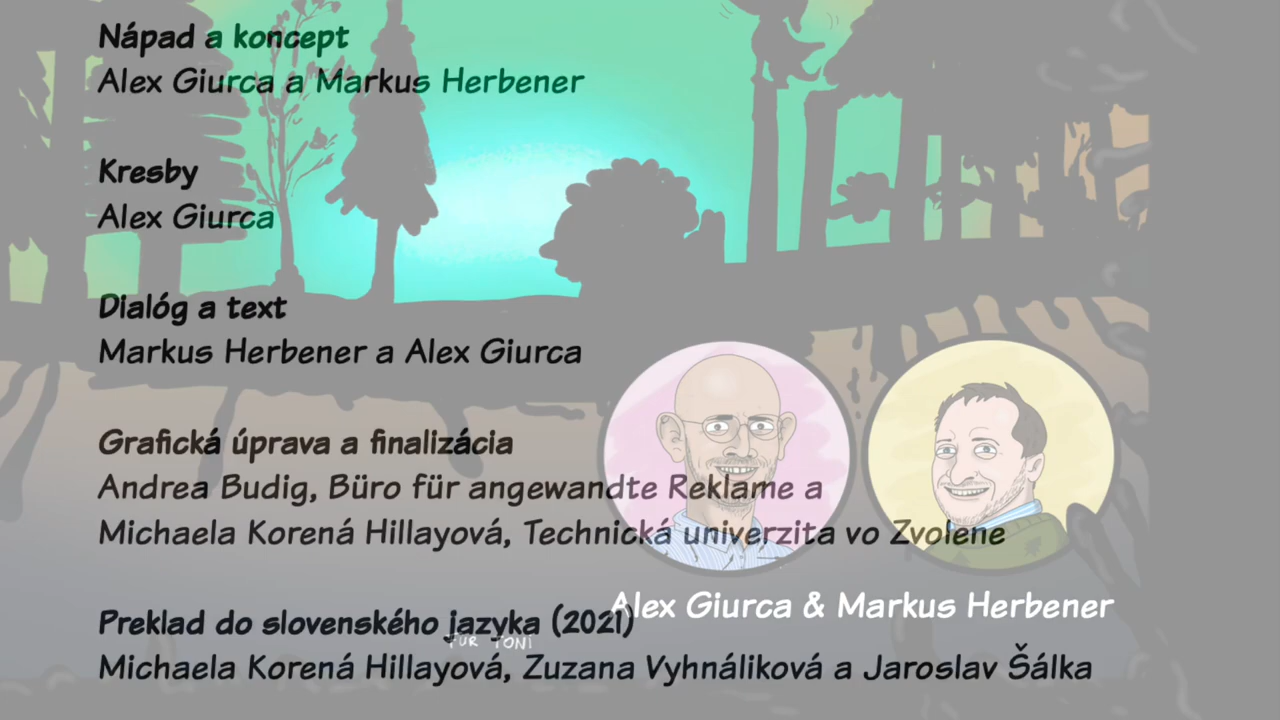 Nápad a koncept
Alex Giurca a Markus Herbener
Kresby
Alex Giurca
Dialóg a text
Markus Herbener a Alex Giurca
Grafická úprava a finalizácia
Andrea Budig, Büro für angewandte Reklame a
Michaela Korená Hillayová, Technická univerzita vo Zvolene
Alex Giurca & Markus Herbener
Preklad do slovenského jazyka (2021)
FÜR TONI
Michaela Korená Hillayová, Zuzana Vyhnáliková a Jaroslav Šálka